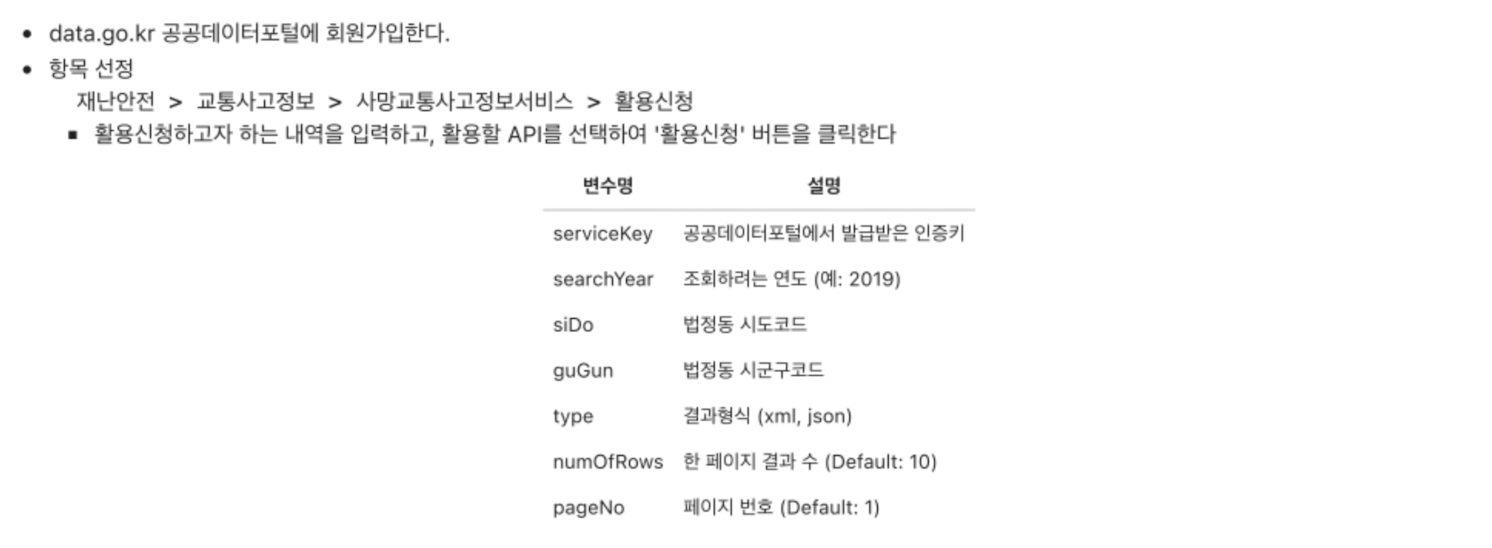 • data.go.kr 공공데이터포털에 회원가입한다.
• 항목 선정
재난안전 > 교통사고정보 > 사망교통사고정보서비스 > 활용신청
▪ 활용신청하고자 하는 내역을 입력하고, 활용할 API를 선택하여 '활용신청' 버튼을 클릭한다
변수명 설명
serviceKey 공공데이터포털에서 발급받은 인증키
searchYear 조회하려는 연도 (예: 2019)
siDo 법정동 시도코드
guGun 법정동 시군구코드
type 결과형식 (xml, json)
numOfRows 한 페이지 결과 수 (Default: 10)
pageNo 페이지 번호 (Default: 1)